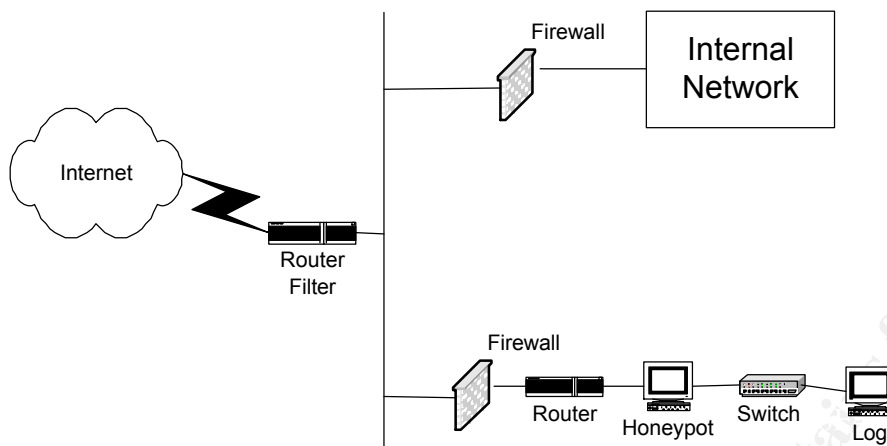 Firewall
Internal
Network
Internet
Router
Filter
Firewall
Router
Honeypot
Switch
Log